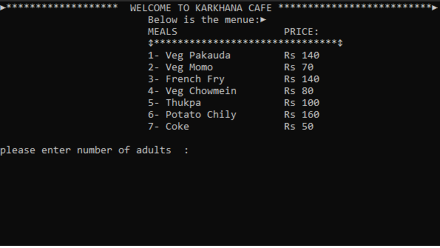 ►******************* WELCOME TO KARKHANA CAFE **************************►
Below is the menue:►
MEALS PRICE:
↕*******************************↕
1- Veg Pakauda Rs 140
2- Veg Momo Rs 70
3- French Fry Rs 140
4- Veg Chowmein Rs 80
5- Thukpa Rs 100
6- Potato Chily Rs 160
7- Coke Rs 50
please enter number of adults :